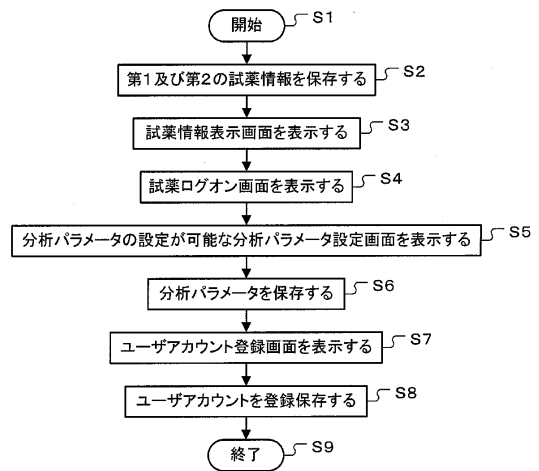 開始 S1
第1及び第2の試薬情報を保存する S2
試薬情報表示画面を表示する S3
試薬ログオン画面を表示する S4
分析パラメータの設定が可能な分析パラメータ設定画面を表示する S5
分析パラメータを保存する S6
ユーザアカウント登録画面を表示する S7
ユーザアカウントを登録保存する S8
終了 S9